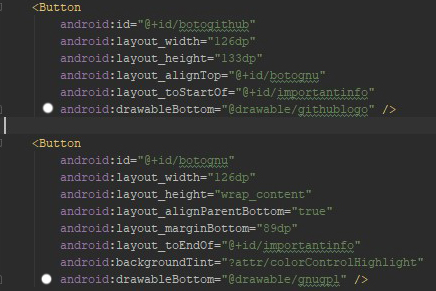 <Button
android:id="@+id/botogithub"
android:layout_width="126dp"
android:layout_height="133dp"
android:layout_alignTop="@+id/botognu"
android:layout_toStartOf="@+id/importantinfo"
android:drawableBottom="@drawable/githublogo" />
<Button
android:id="@+id/botognu"
android:layout_width="126dp"
android:layout_height="wrap_content"
android:layout_alignParentBottom="true"
android:layout_marginBottom="89dp"
android:layout_toEndOf="@+id/importantinfo"
android:backgroundTint="?attr/colorControlHighlight"
android:drawableBottom="@drawable/gnugpl" />